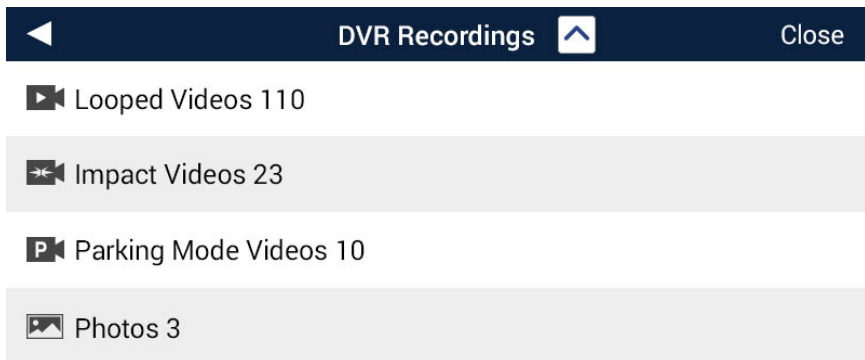 DVR Recordings Close
Looped Videos 110
Impact Videos 23
P Parking Mode Videos 10
Photos 3